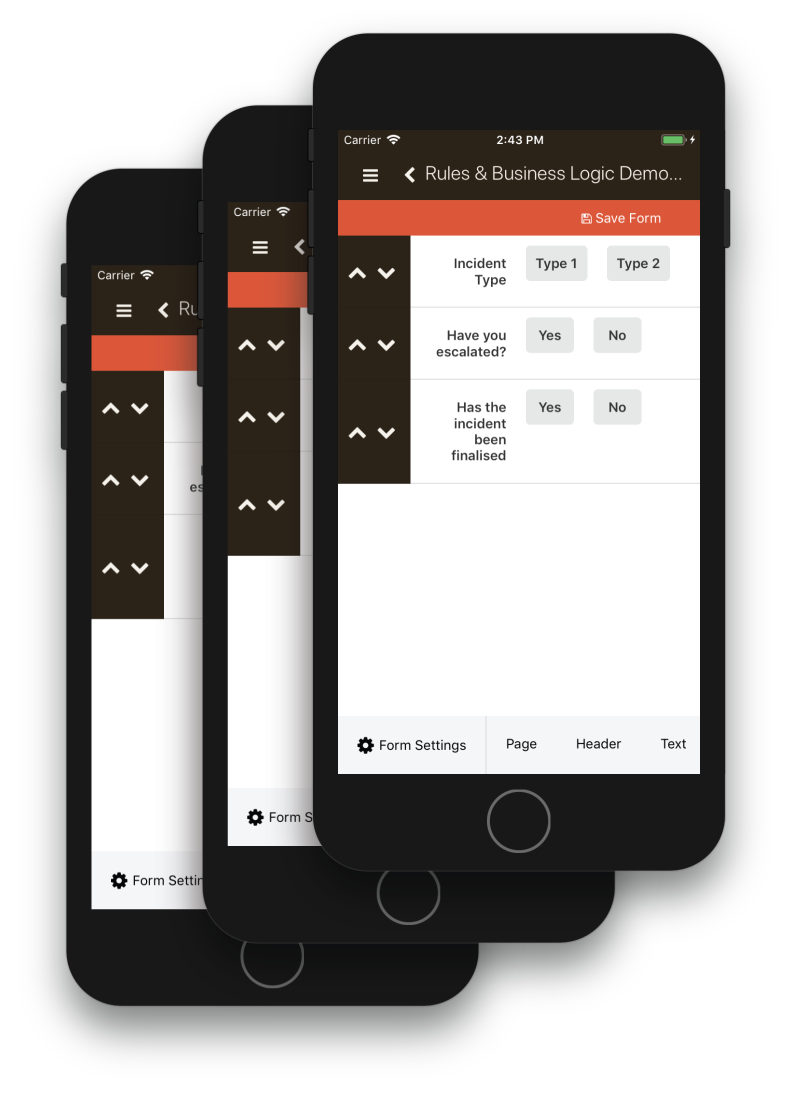 Carrier 2:43 PM
Rules & Business Logic Demo...
Save Form
Incident
Type
Type 1 Type 2
Have you
escalated?
Yes No
Has the
incident
been
finalised
Yes No
Form Settings Page Header Text
Carrier
Form S
Carrier
Ru
es
Form Settin